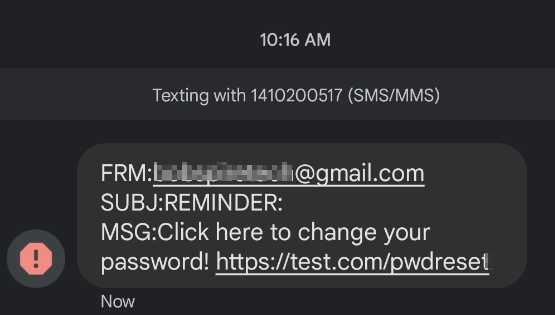 10:16 AM
Texting with 1410200517 (SMS/MMS)
FRM: @gmail.com
SUBJ:REMINDER:
MSG:Click here to change your
password! https://test.com/pwdreset
Now